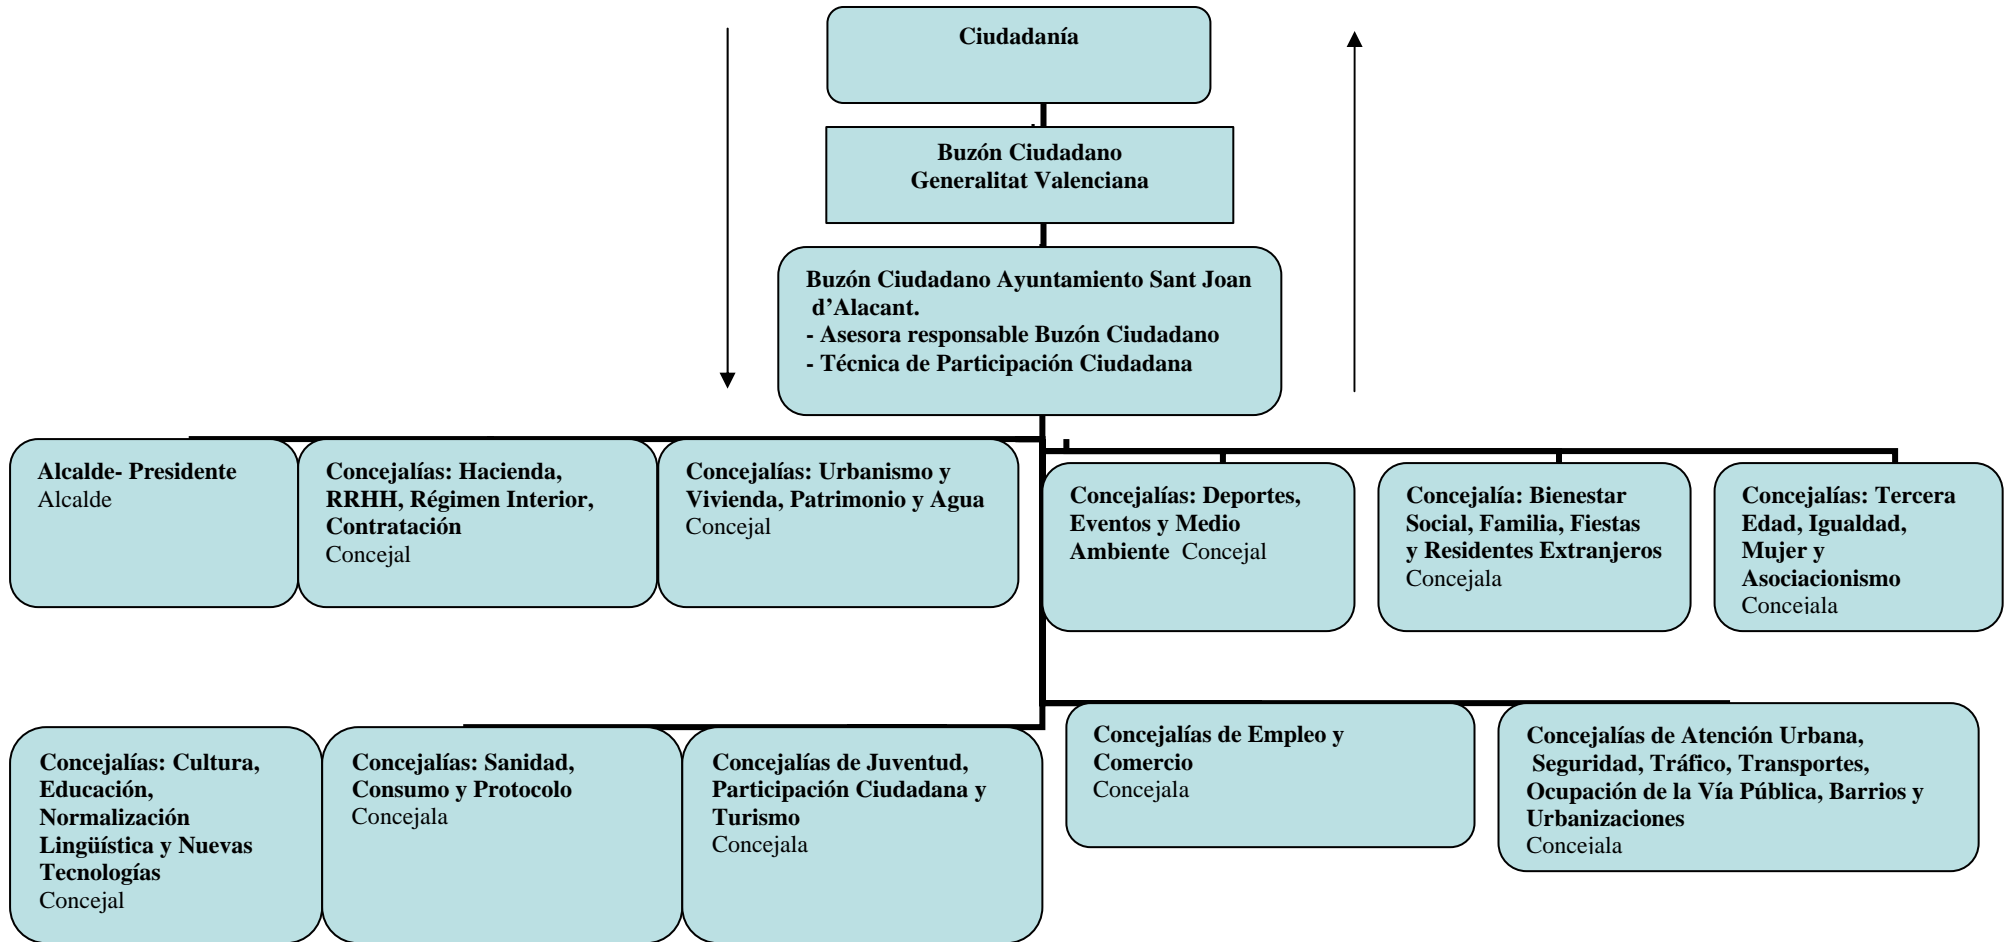 Ciudadanía
Buzón Ciudadano
Generalitat Valenciana
Buzón Ciudadano Ayuntamiento Sant Joan
d’Alacant.
- Asesora responsable Buzón Ciudadano
- Técnica de Participación Ciudadana
Alcalde- Presidente
Alcalde
Concejalías: Hacienda,
RRHH, Régimen Interior,
Contratación
Concejal
Concejalías: Urbanismo y
Vivienda, Patrimonio y Agua
Concejal
Concejalías: Deportes,
Eventos y Medio
Ambiente Concejal
Concejalía: Bienestar
Social, Familia, Fiestas
y Residentes Extranjeros
Concejala
Concejalías: Tercera
Edad, Igualdad,
Mujer y
Asociacionismo
Concejala
Concejalías: Cultura,
Educación,
Normalización
Lingüística y Nuevas
Tecnologías
Concejal
Concejalías: Sanidad,
Consumo y Protocolo
Concejala
Concejalías de Juventud,
Participación Ciudadana y
Turismo
Concejala
Concejalías de Empleo y
Comercio
Concejala
Concejalías de Atención Urbana,
Seguridad, Tráfico, Transportes,
Ocupación de la Vía Pública, Barrios y
Urbanizaciones
Concejala